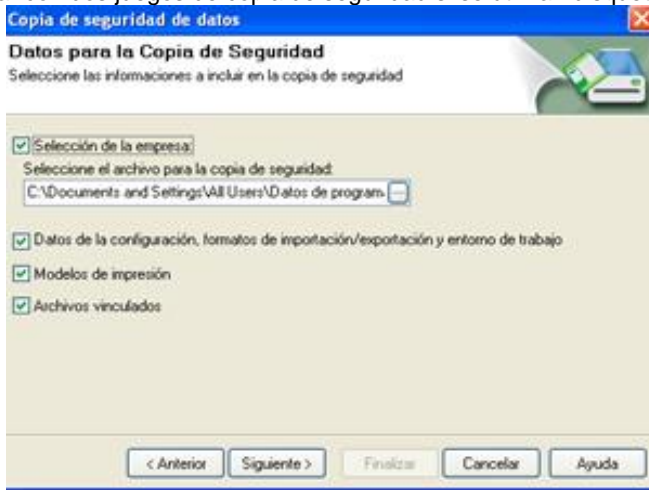 Copia de seguridad de datos
Datos para la Copia de Seguridad
Seleccione las informaciones a incluir en la copia de seguridad
Selección de la empresa:
Seleccione el archivo para la copia de seguridad:
C:\Documents and Settings\All Users\Datos de program
...
Datos de la configuración, formatos de importación/exportación y entorno de trabajo
Modelos de impresión
Archivos vinculados
< Anterior Siguiente > Finalizar Cancelar Ayuda